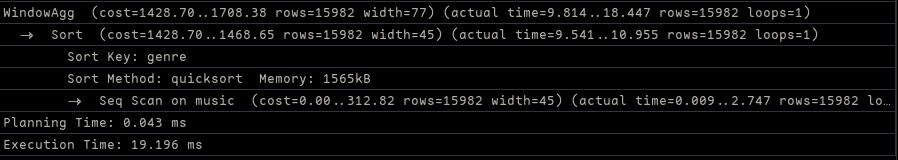 WindowAgg  (cost=1428.70..1708.38 rows=15982 width=77) (actual time=9.814..18.447 rows=15982 loops=1)
  →  Sort  (cost=1428.70..1468.65 rows=15982 width=45) (actual time=9.541..10.955 rows=15982 loops=1)
        Sort Key: genre
        Sort Method: quicksort  Memory: 1565kB
        →  Seq Scan on music  (cost=0.00..312.82 rows=15982 width=45) (actual time=0.009..2.747 rows=15982 lo…
Planning Time: 0.043 ms
Execution Time: 19.196 ms